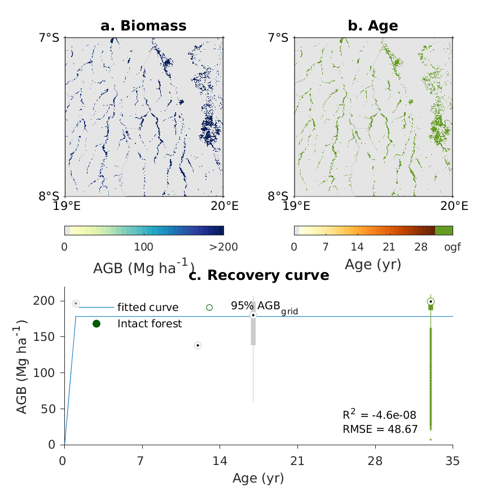 a. Biomass
b. Age
7°S
8°S
19°E
20°E
7°S
8°S
19°E
20°E
0
100
>200
AGB (Mg ha-1)
0
7
14
21
28
ogf
Age (yr)
c. Recovery curve
200
150
100
50
0
AGB (Mg ha-1)
fitted curve
95% AGBgrid
Intact forest
R2 = -4.6e-08
RMSE = 48.67
0
7
14
21
28
35
Age (yr)